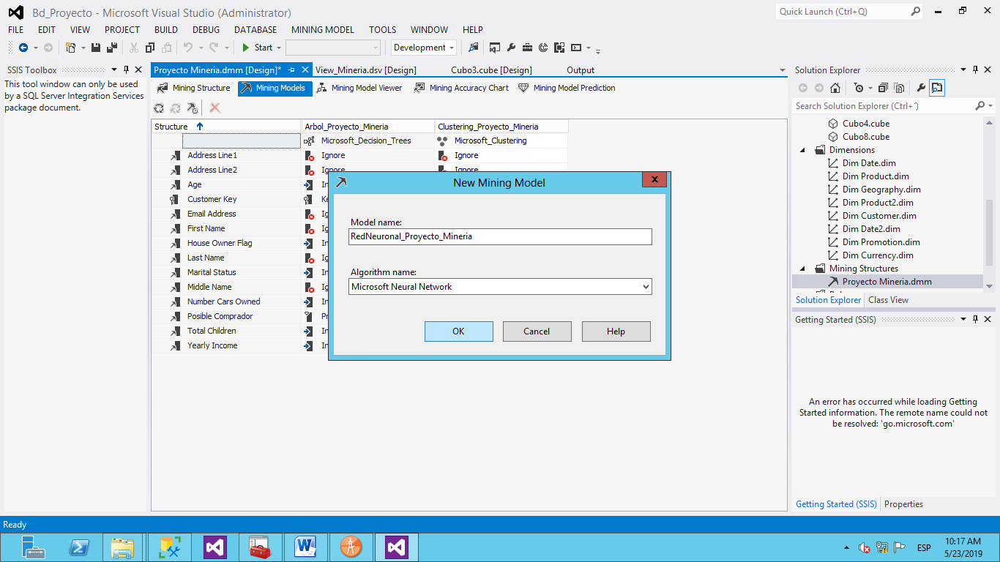 Bd_Proyecto - Microsoft Visual Studio (Administrator)
Quick Launch (Ctrl+Q)
FILE EDIT VIEW PROJECT BUILD DEBUG DATABASE MINING MODEL TOOLS WINDOW HELP
Start Development
SSIS Toolbox
This tool window can only be used
by a SQL Server Integration Services
package document.
Proyecto Mineria.dmm [Design]* View_Mineria.dsv [Design] Cubo3.cube [Design] Output
Mining Structure Mining Models Mining Model Viewer Mining Accuracy Chart Mining Model Prediction
Structure Arbol_Proyecto_Mineria Clustering_Proyecto_Mineria
Microsoft_Decision_Trees Microsoft_Clustering
Address Line1 Ignore Ignore
Address Line2 Ignore Ignore
Age In
Customer Key Ke
Email Address Ig
First Name Ig
House Owner Flag In
Last Name Ig
Marital Status In
Middle Name Ig
Number Cars Owned In
Posible Comprador Pr
Total Children In
Yearly Income In
New Mining Model
Model name:
RedNeuronal_Proyecto_Mineria
Algorithm name:
Microsoft Neural Network
OK Cancel Help
Solution Explorer
Search Solution Explorer (Ctrl+´)
Cubo4.cube
Cubo8.cube
Dimensions
Dim Date.dim
Dim Product.dim
Dim Geography.dim
Dim Product2.dim
Dim Customer.dim
Dim Date2.dim
Dim Promotion.dim
Dim Currency.dim
Mining Structures
Proyecto Mineria.dmm
Solution Explorer Class View
Getting Started (SSIS)
An error has occurred while loading Getting
Started information. The remote name could not
be resolved: 'go.microsoft.com'
Getting Started (SSIS) Properties
Ready
ESP
10:17 AM
5/23/2019